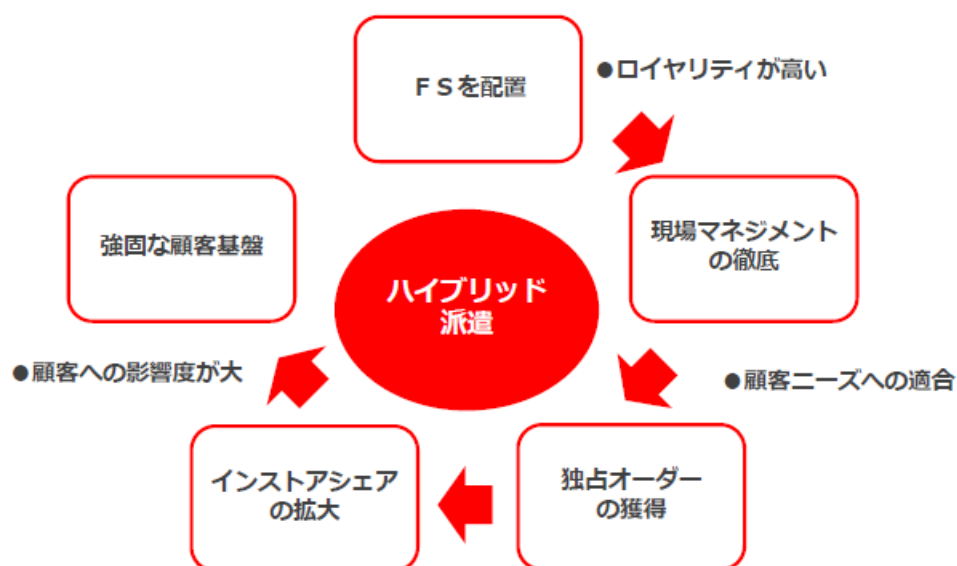 ＦＳを配置
●ロイヤリティが高い
現場マネジメント
の徹底
強固な顧客基盤
ハイブリッド
派遣
●顧客への影響度が大
●顧客ニーズへの適合
インストアシェア
の拡大
独占オーダー
の獲得